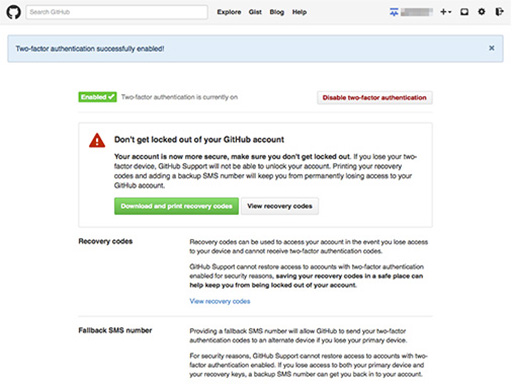 Search GitHub
Explore Gist Blog Help
Two-factor authentication successfully enabled!
Enabled ✓ Two-factor authentication is currently on
Disable two-factor authentication
Don't get locked out of your GitHub account
Your account is now more secure, make sure you don't get locked out. If you lose your two-
factor device, GitHub Support will not be able to unlock your account. Printing your recovery
codes and adding a backup SMS number will keep you from permanently losing access to your
GitHub account.
Download and print recovery codes View recovery codes
Recovery codes
Recovery codes can be used to access your account in the event you lose access
to your device and cannot receive two-factor authentication codes.
GitHub Support cannot restore access to accounts with two-factor authentication
enabled for security reasons, saving your recovery codes in a safe place can
help keep you from being locked out of your account.
View recovery codes
Fallback SMS number
Providing a fallback SMS number will allow GitHub to send your two-factor
authentication codes to an alternate device if you lose your primary device.
For security reasons, GitHub Support cannot restore access to accounts with two-
factor authentication enabled. If you lose access to both your primary device and
your recovery keys, a backup SMS number can get you back in to your account.